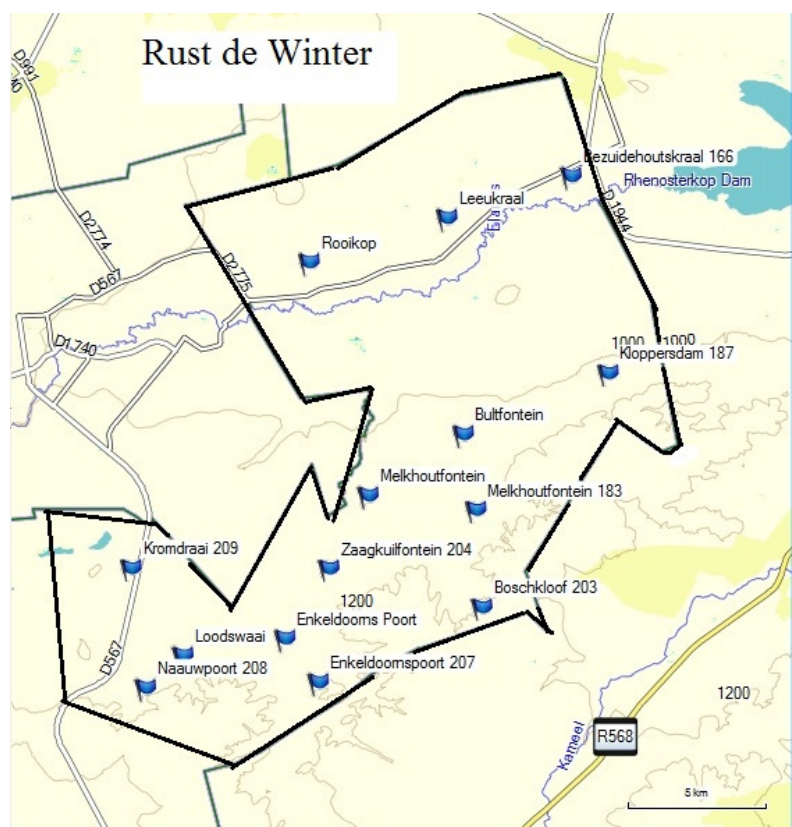 Rust de Winter
D991
D2774
D567
D1740
D2775
Bezuidehoutskraal 166
Rhenosterkop Dam
Leeukraal
Rooikop
D1944
1000
1000
Kloppersdam 187
Bultfontein
Melkhoutfontein
Melkhoutfontein 183
Kromdraai 209
Zaagkuilfontein 204
1200
Boschkloof 203
Enkeldoorns Poort
Loodswaai
D567
Naauwpoort 208
Enkeldoornspoort 207
1200
Kameel
R568
5 km